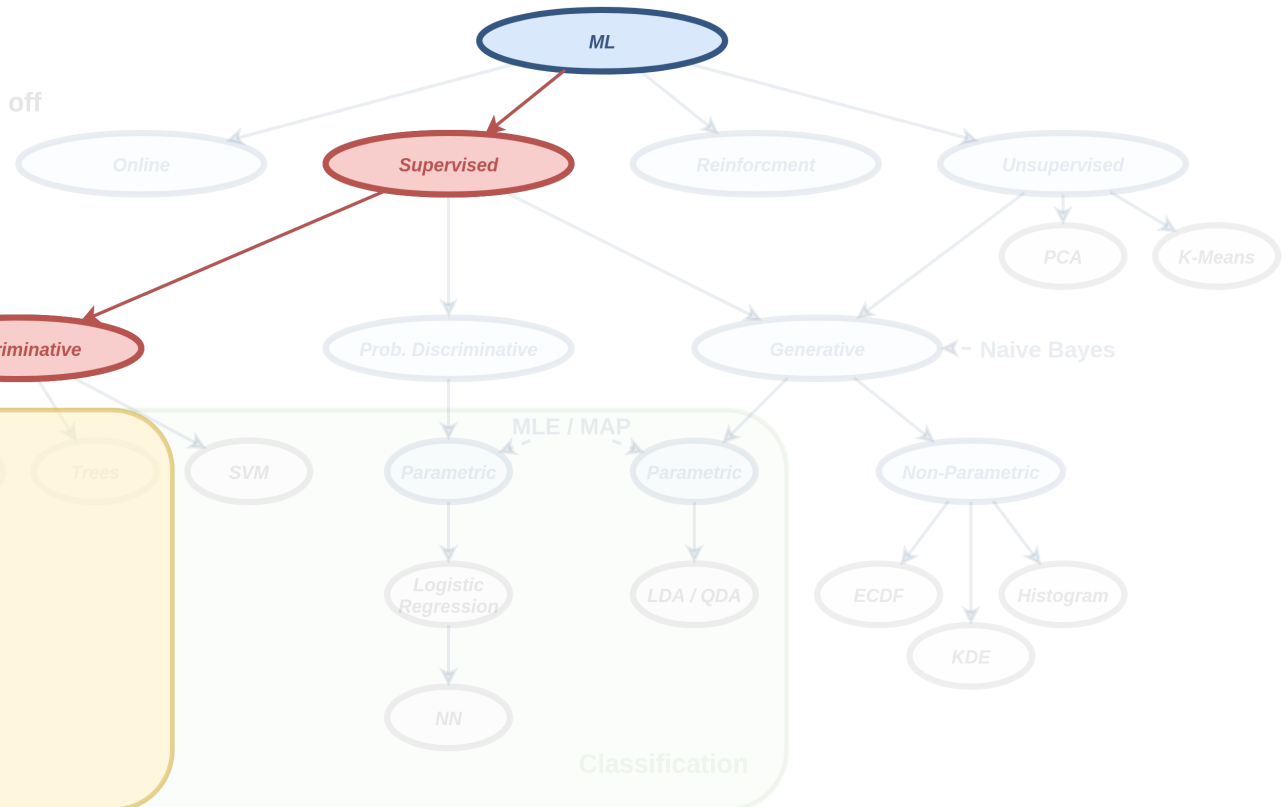 ML
off
Online
Supervised
Reinforcment
Unsupervised
PCA
K-Means
riminative
Prob. Discriminative
Generative
Naive Bayes
MLE / MAP
Trees
SVM
Parametric
Parametric
Non-Parametric
Logistic
Regression
LDA / QDA
ECDF
Histogram
KDE
NN
Classification